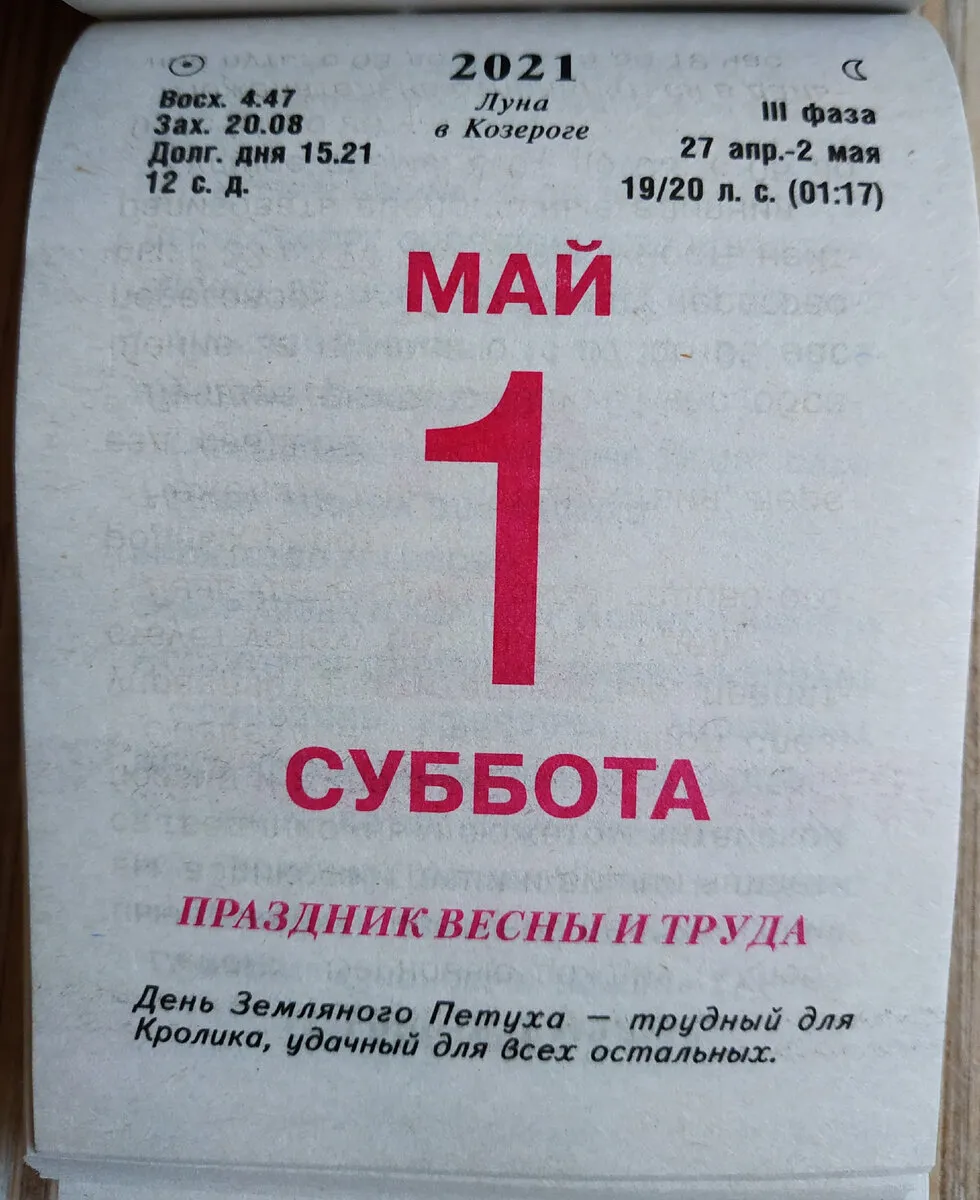 2021
Восх. 4.47
Зах. 20.08
Долг. дня 15.21
12 с. д.
Луна
в Козероге
III фаза
27 апр.-2 мая
19/20 л. с. (01:17)
МАЙ
1
СУББОТА
ПРАЗДНИК ВЕСНЫ И ТРУДА
День Земляного Петуха — трудный для
Кролика, удачный для всех остальных.